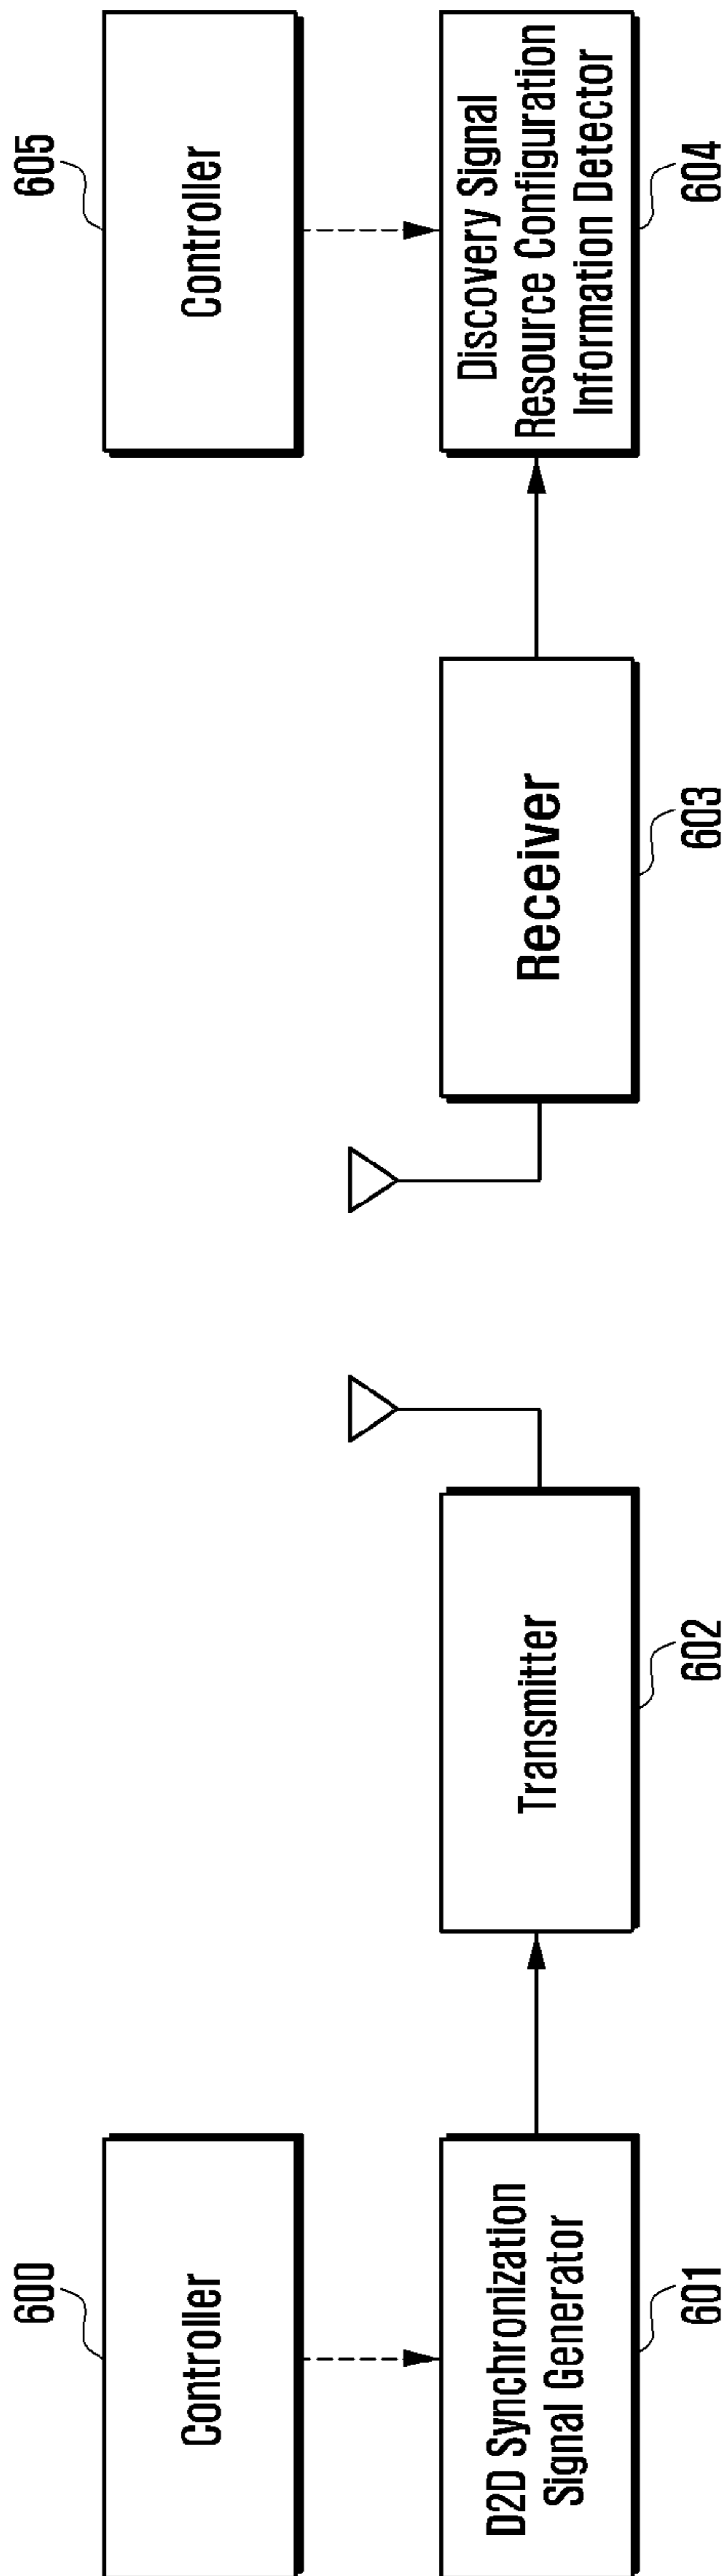 600
605
Controller
Controller
D2D Synchronization
Signal Generator
Transmitter
Receiver
Discovery Signal
Resource Configuration
Information Detector
601
602
603
604